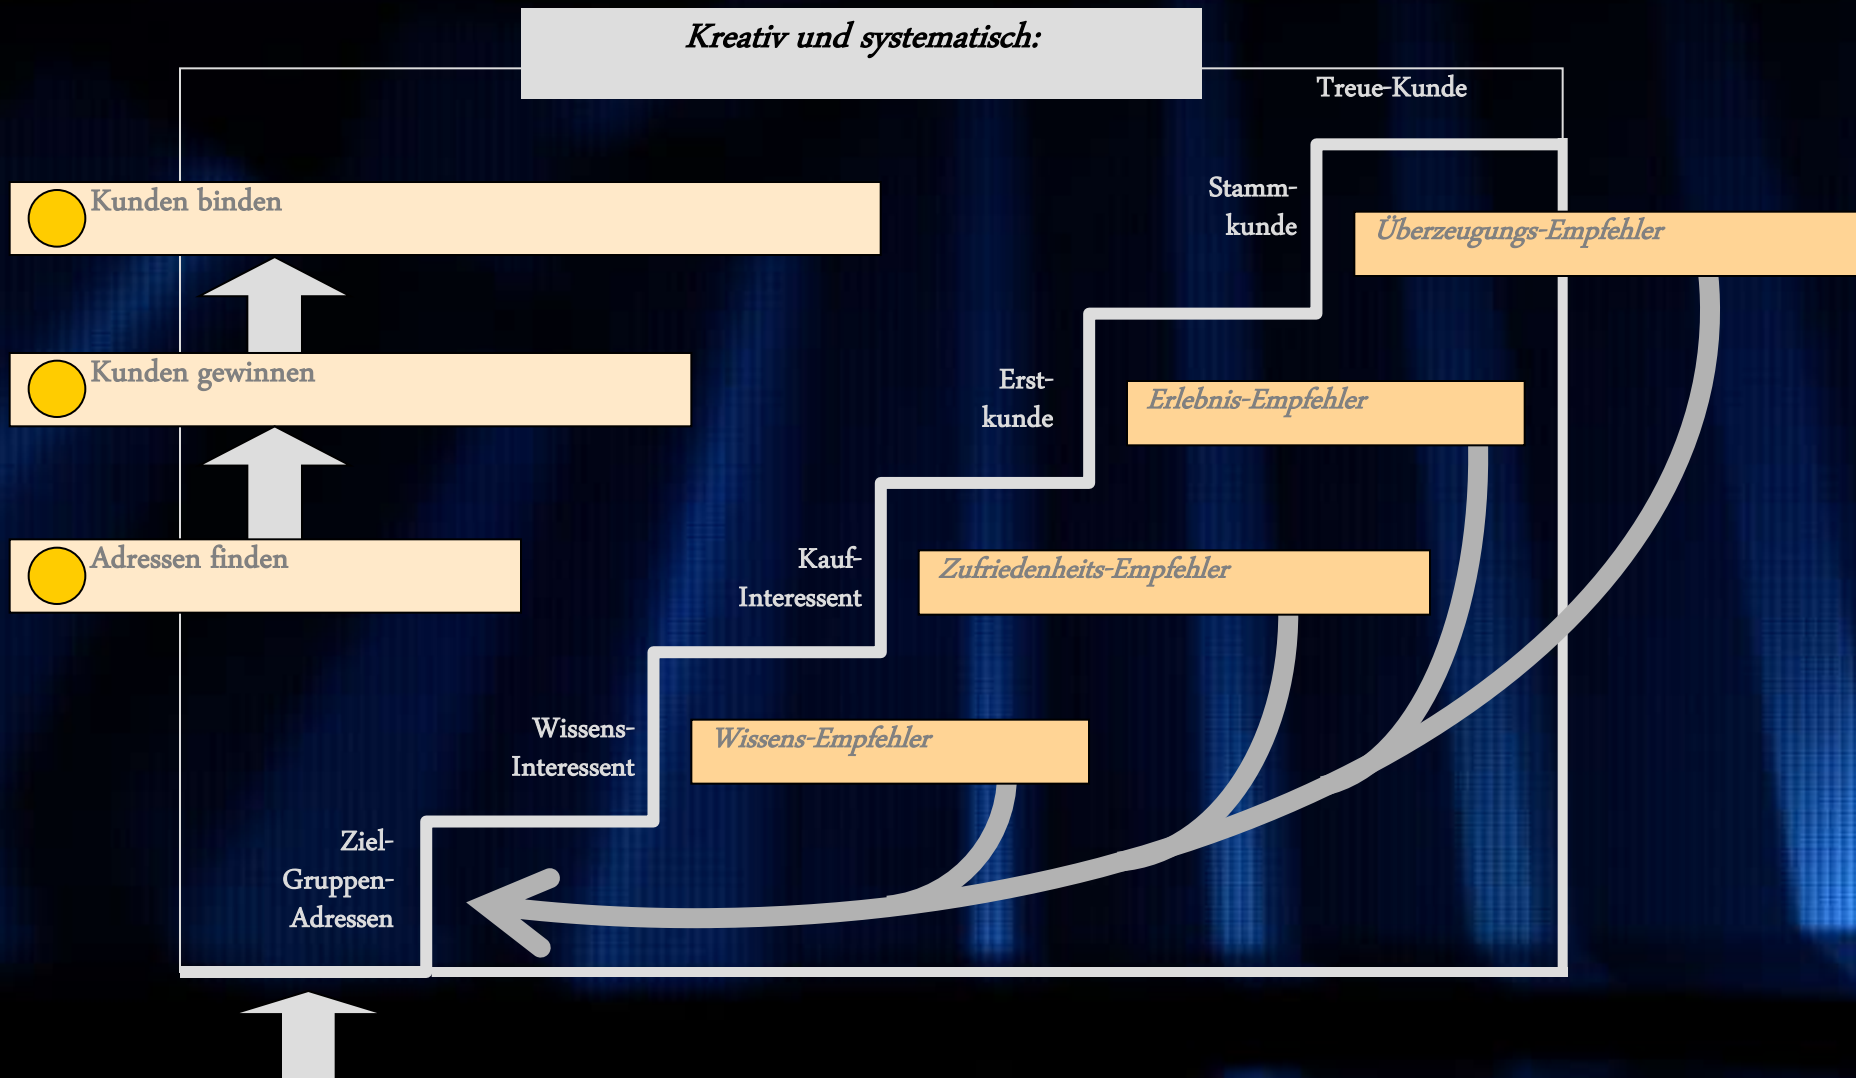 Kreativ und systematisch:
Treue-Kunde
Stamm-
kunde
Kunden binden
Überzeugungs-Empfehler
Kunden gewinnen
Erst-
kunde
Erlebnis-Empfehler
Adressen finden
Kauf-
Interessent
Zufriedenheits-Empfehler
Wissens-
Interessent
Wissens-Empfehler
Ziel-
Gruppen-
Adressen